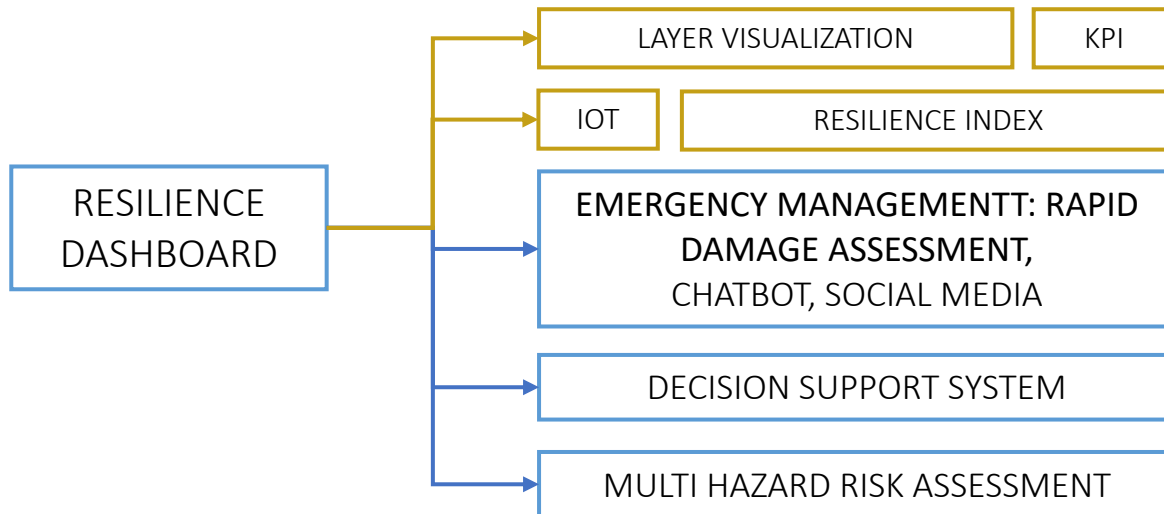 LAYER VISUALIZATION
KPI
IOT
RESILIENCE INDEX
RESILIENCE
DASHBOARD
EMERGENCY MANAGEMENTT: RAPID
DAMAGE ASSESSMENT,
CHATBOT, SOCIAL MEDIA
DECISION SUPPORT SYSTEM
MULTI HAZARD RISK ASSESSMENT